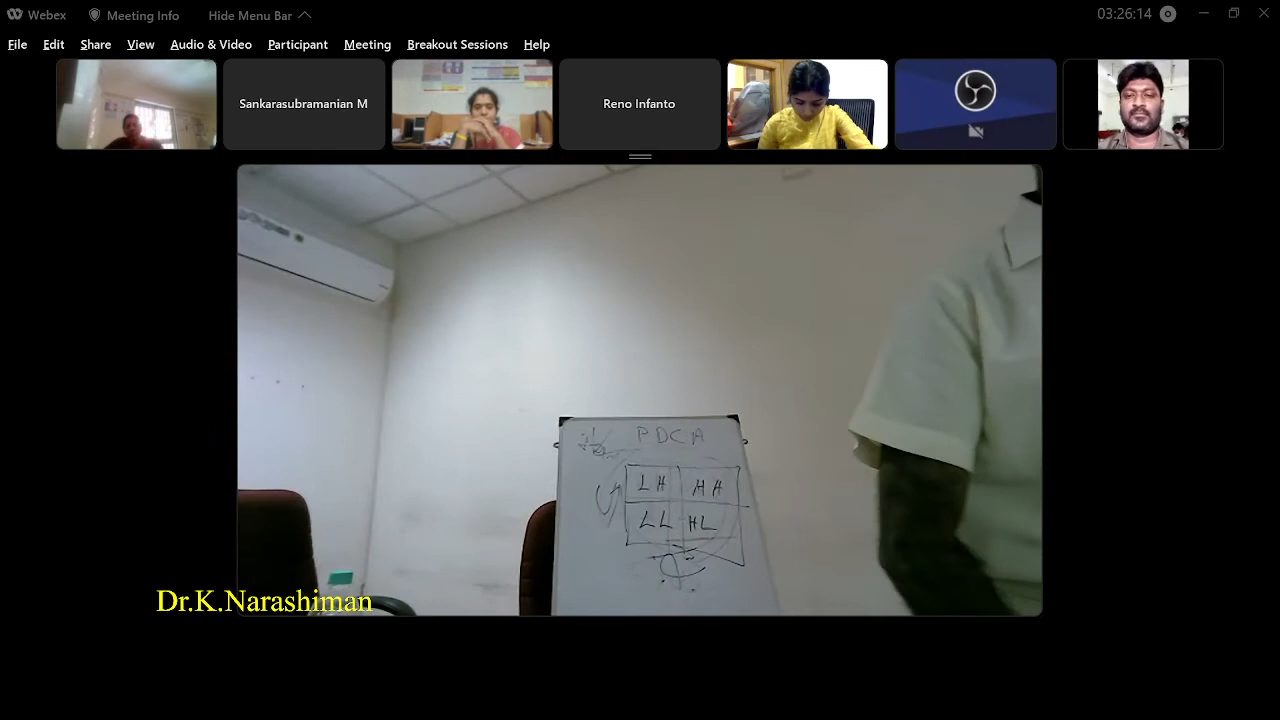 Webex Meeting Info Hide Menu Bar 03:26:14
File Edit Share View Audio & Video Participant Meeting Breakout Sessions Help
Sankarasubramanian M
Reno Infanto
PDCA
LH HH
LL HL
Dr.K.Narashiman